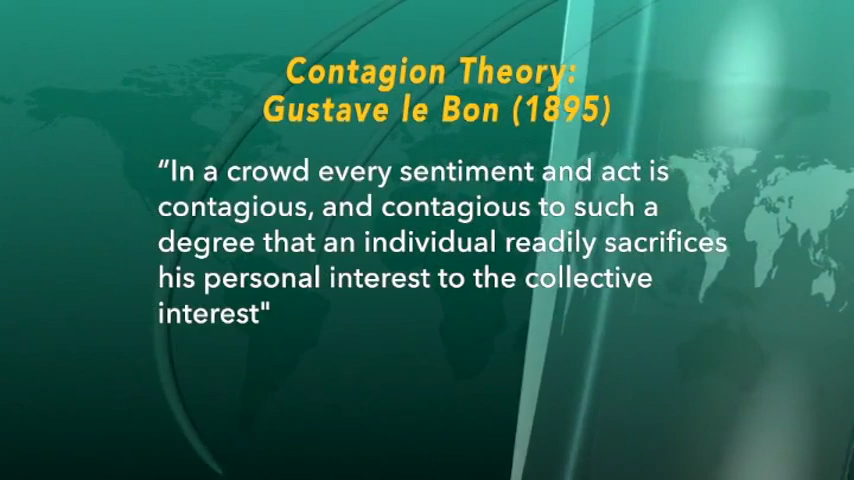 Contagion Theory:
Gustave le Bon (1895)
“In a crowd every sentiment and act is
contagious, and contagious to such a
degree that an individual readily sacrifices
his personal interest to the collective
interest"